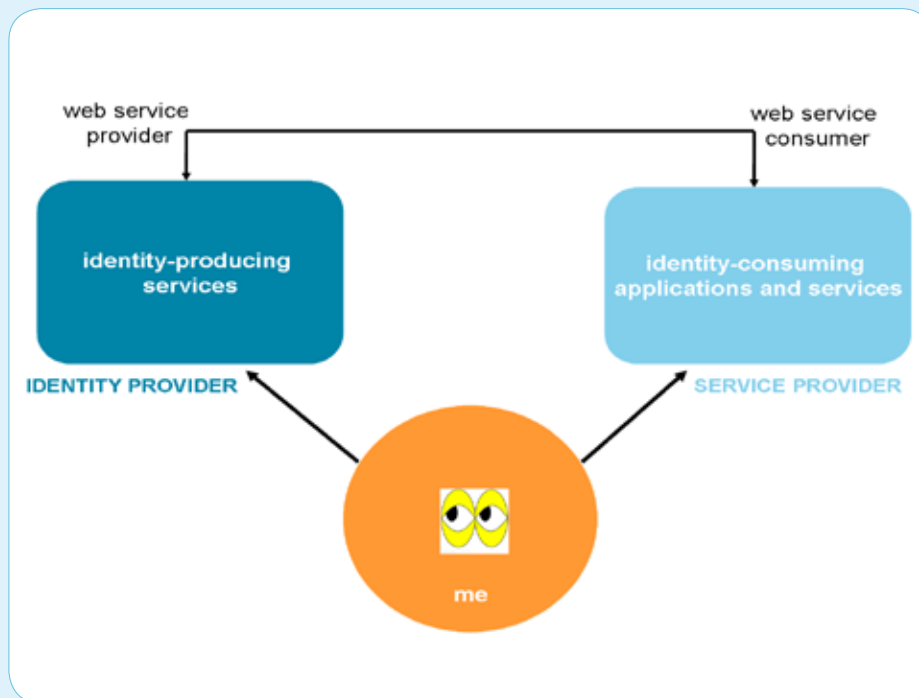 web service
provider
web service
consumer
identity-producing
services
identity-consuming
applications and services
IDENTITY PROVIDER
SERVICE PROVIDER
me